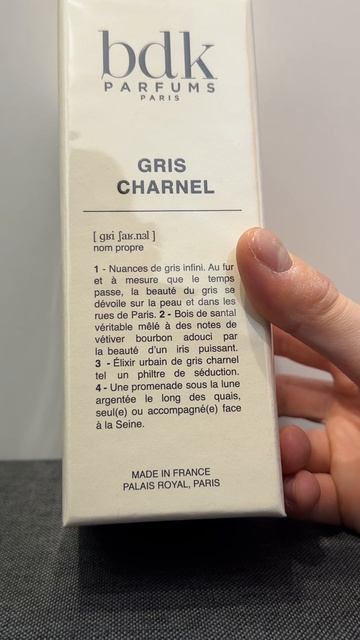 bdk
PARFUMS
PARIS
GRIS
CHARNEL
[ gʁi ʃaʁ.nɛl ]
nom propre
1 - Nuances de gris infini. Au fur
et à mesure que le temps
passe, la beauté du gris se
dévoile sur la peau et dans les
rues de Paris. 2 - Bois de santal
véritable mêlé à des notes de
vétiver bourbon adouci par
la beauté d'un iris puissant.
3 - Élixir urbain de gris charnel
tel un philtre de séduction.
4 - Une promenade sous la lune
argentée le long des quais,
seul(e) ou accompagné(e) face
à la Seine.
MADE IN FRANCE
PALAIS ROYAL, PARIS